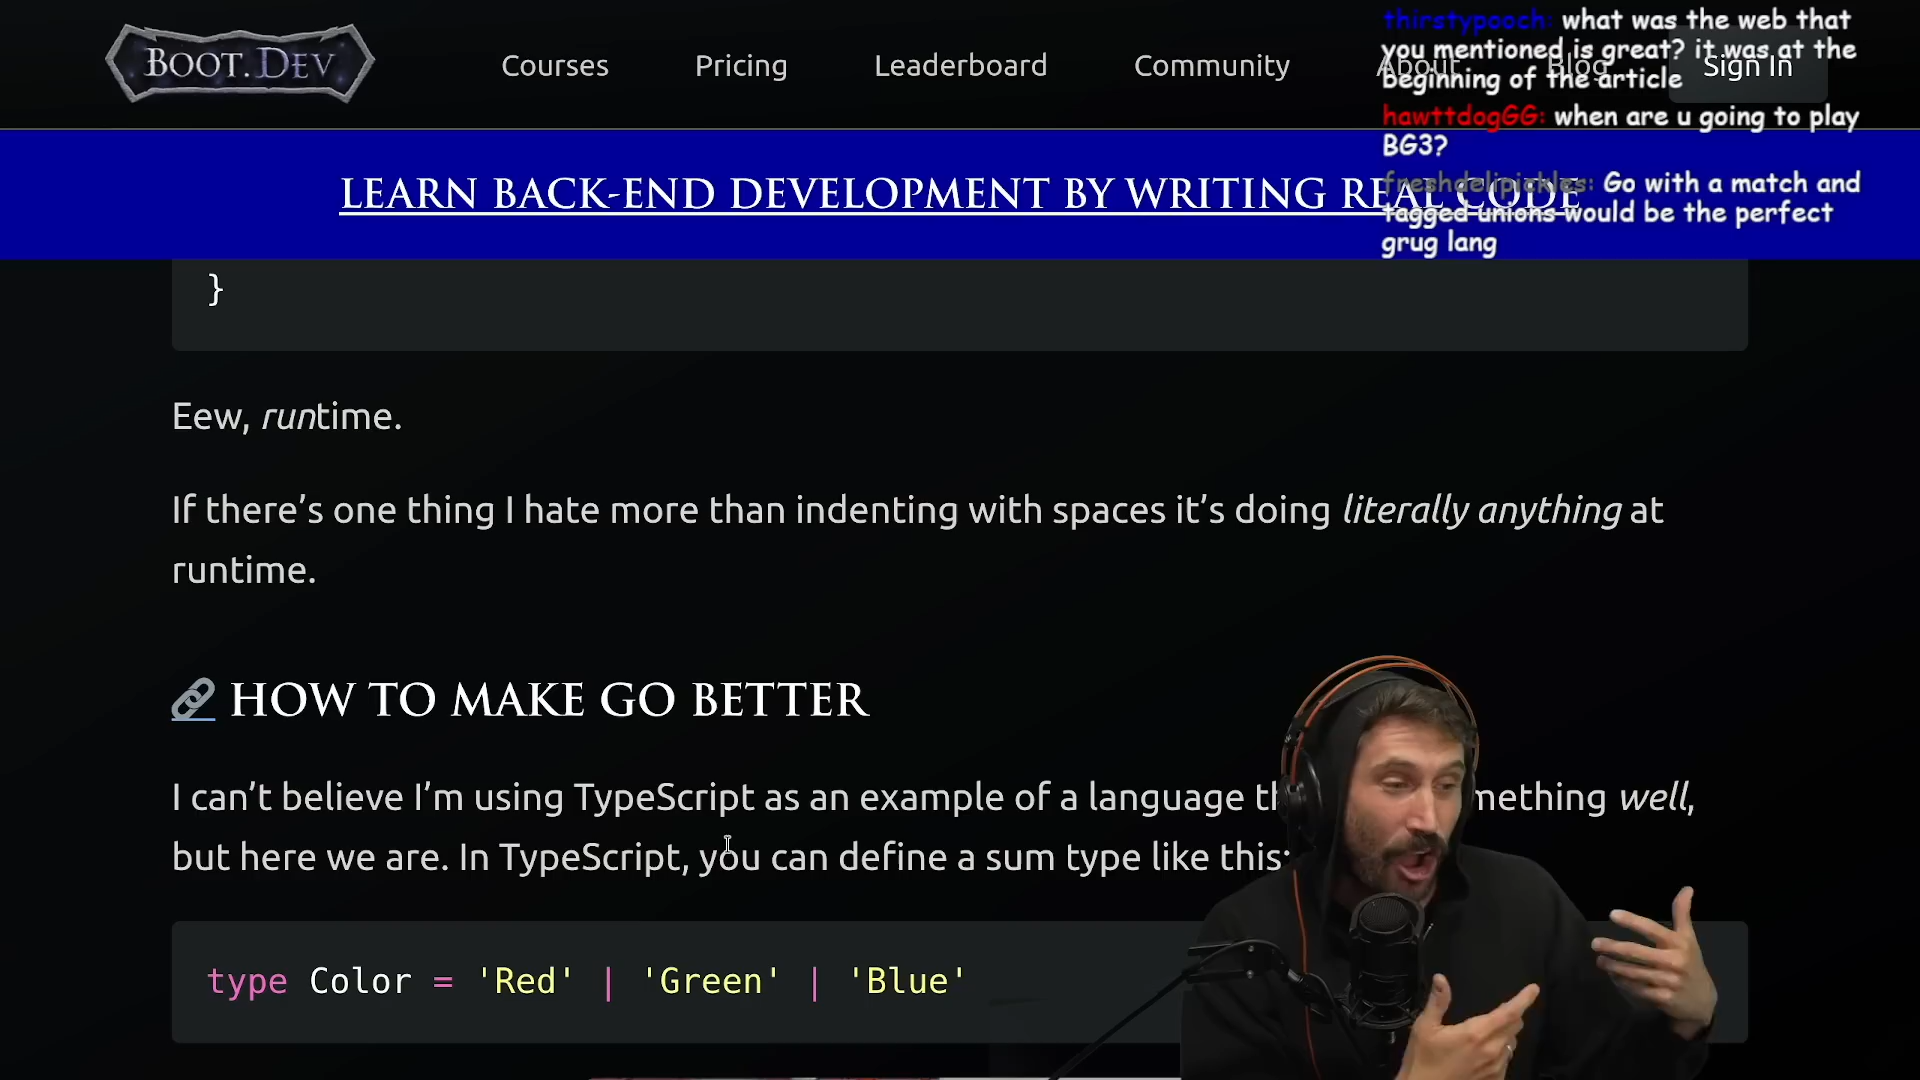 BOOT.DEV
Courses
Pricing
Leaderboard
Community
About
Blog
Sign In
thirstypooch: what was the web that
you mentioned is great? it was at the
beginning of the article
hawttdogGG: when are u going to play
BG3?
freshdelipickles: Go with a match and
tagged unions would be the perfect
grug lang
LEARN BACK-END DEVELOPMENT BY WRITING REAL CODE
}
Eew, runtime.
If there’s one thing I hate more than indenting with spaces it’s doing literally anything at
runtime.
HOW TO MAKE GO BETTER
I can’t believe I’m using TypeScript as an example of a language well,
but here we are. In TypeScript, you can define a sum type like this:
type Color = 'Red' | 'Green' | 'Blue'